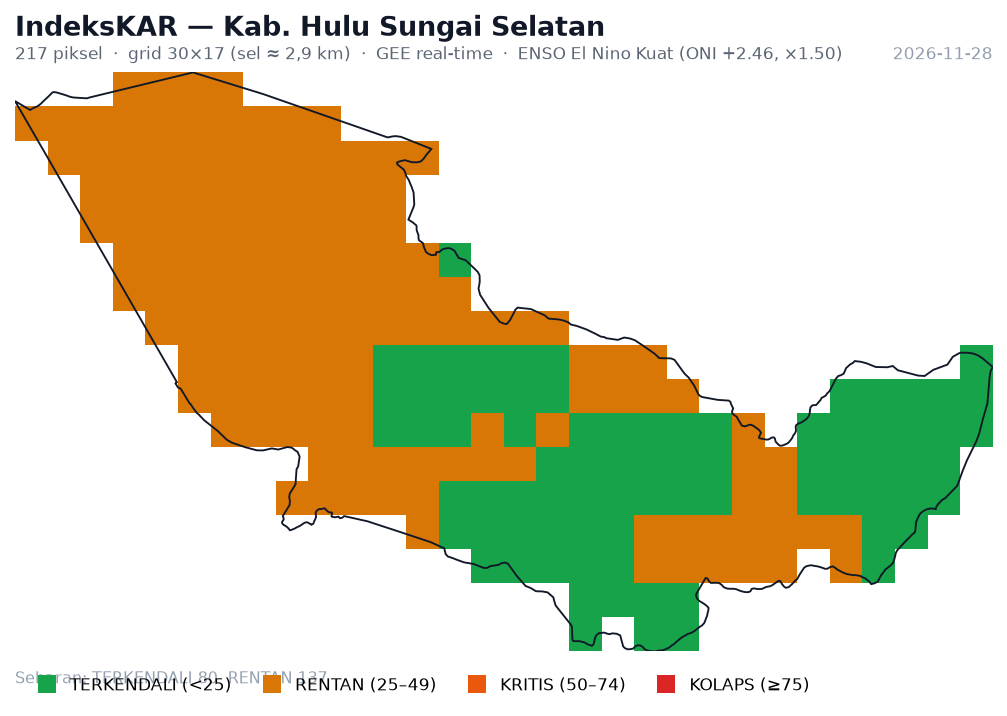 IndeksKAR — Kab. Hulu Sungai Selatan
217 piksel · grid 30×17 (sel ≈ 2,9 km) · GEE real-time · ENSO El Nino Kuat (ONI +2.46, ×1.50) 2026-11-28
Sebaran: TERKENDALI 80, RENTAN 137
TERKENDALI (<25) RENTAN (25–49) KRITIS (50–74) KOLAPS (≥75)